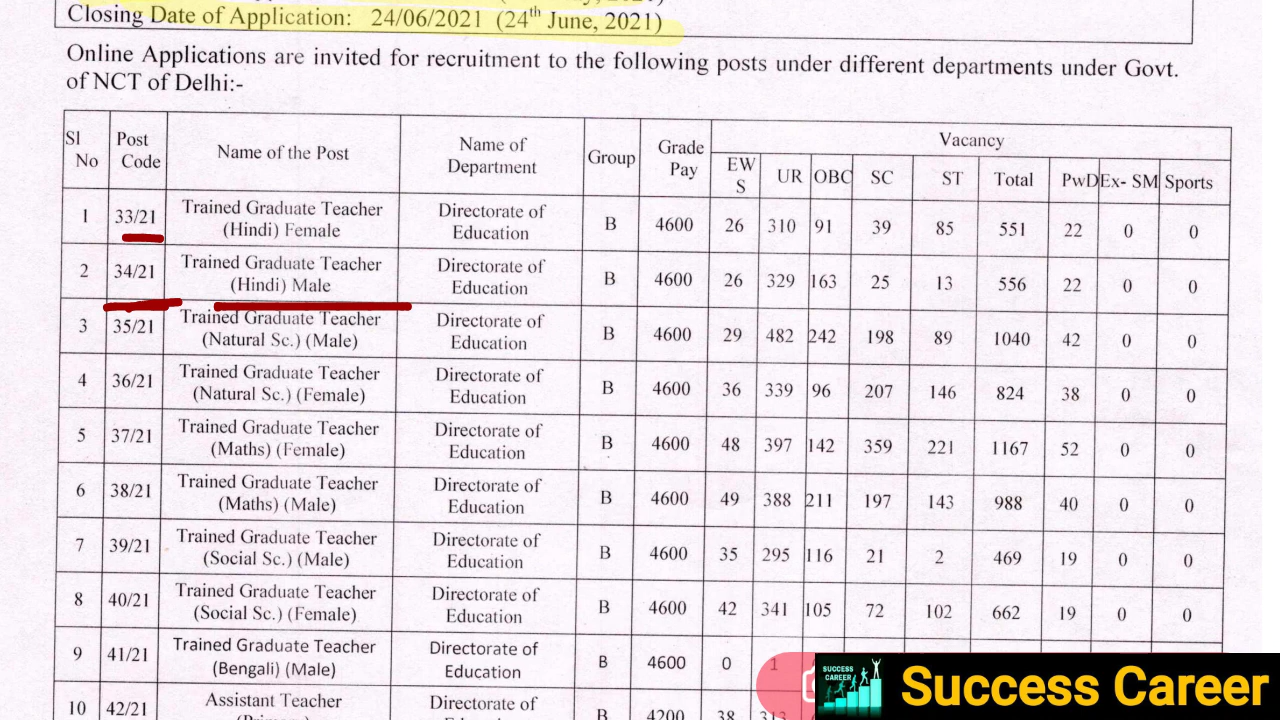 Closing Date of Application: 24/06/2021 (24th June, 2021)
Online Applications are invited for recruitment to the following posts under different departments under Govt.
of NCT of Delhi:-
Sl No Post Code Name of the Post Name of Department Group Grade Pay Vacancy
EWS UR OBC SC ST Total PwD Ex- SM Sports
1 33/21 Trained Graduate Teacher (Hindi) Female Directorate of Education B 4600 26 310 91 39 85 551 22 0 0
2 34/21 Trained Graduate Teacher (Hindi) Male Directorate of Education B 4600 26 329 163 25 13 556 22 0 0
3 35/21 Trained Graduate Teacher (Natural Sc.) (Male) Directorate of Education B 4600 29 482 242 198 89 1040 42 0 0
4 36/21 Trained Graduate Teacher (Natural Sc.) (Female) Directorate of Education B 4600 36 339 96 207 146 824 38 0 0
5 37/21 Trained Graduate Teacher (Maths) (Female) Directorate of Education B 4600 48 397 142 359 221 1167 52 0 0
6 38/21 Trained Graduate Teacher (Maths) (Male) Directorate of Education B 4600 49 388 211 197 143 988 40 0 0
7 39/21 Trained Graduate Teacher (Social Sc.) (Male) Directorate of Education B 4600 35 295 116 21 2 469 19 0 0
8 40/21 Trained Graduate Teacher (Social Sc.) (Female) Directorate of Education B 4600 42 341 105 72 102 662 19 0 0
9 41/21 Trained Graduate Teacher (Bengali) (Male) Directorate of Education B 4600 0 1
10 42/21 Assistant Teacher Directorate of B 4200 38 313
SUCCESS CAREER
Success Career